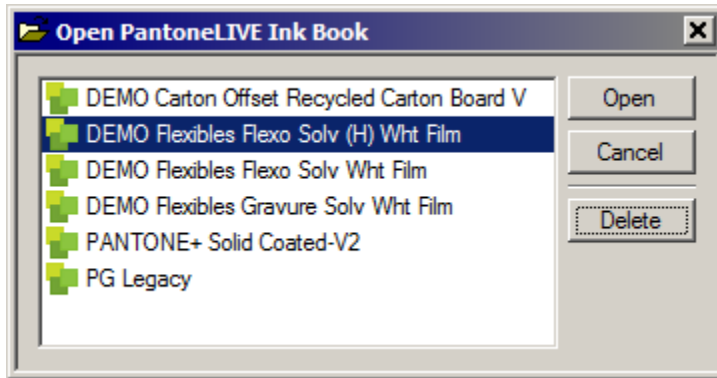 Open PantoneLIVE Ink Book
DEMO Carton Offset Recycled Carton Board V
DEMO Flexibles Flexo Solv (H) Wht Film
DEMO Flexibles Flexo Solv Wht Film
DEMO Flexibles Gravure Solv Wht Film
PANTONE+ Solid Coated-V2
PG Legacy
Open
Cancel
Delete